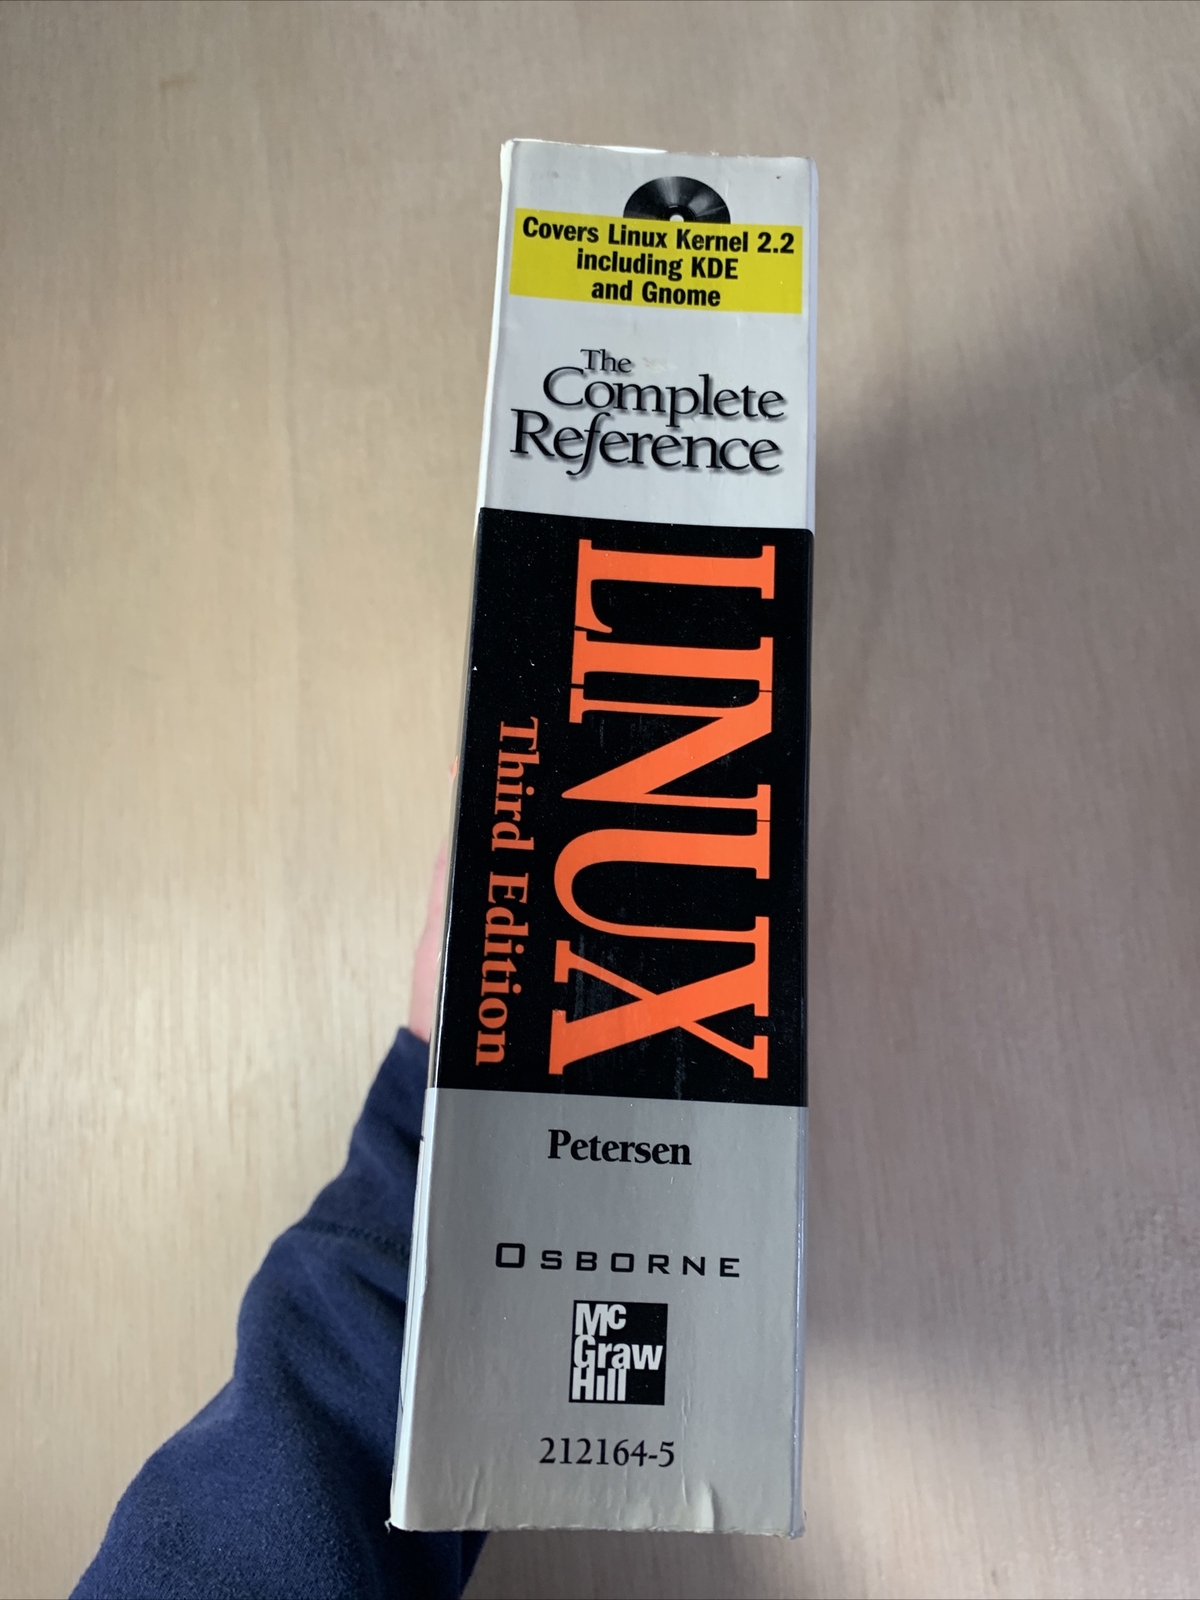 Covers Linux Kernel 2.2
including KDE
and Gnome
The
Complete
Reference
LINUX
Third Edition
Petersen
OSBORNE
Mc
Graw
Hill
212164-5